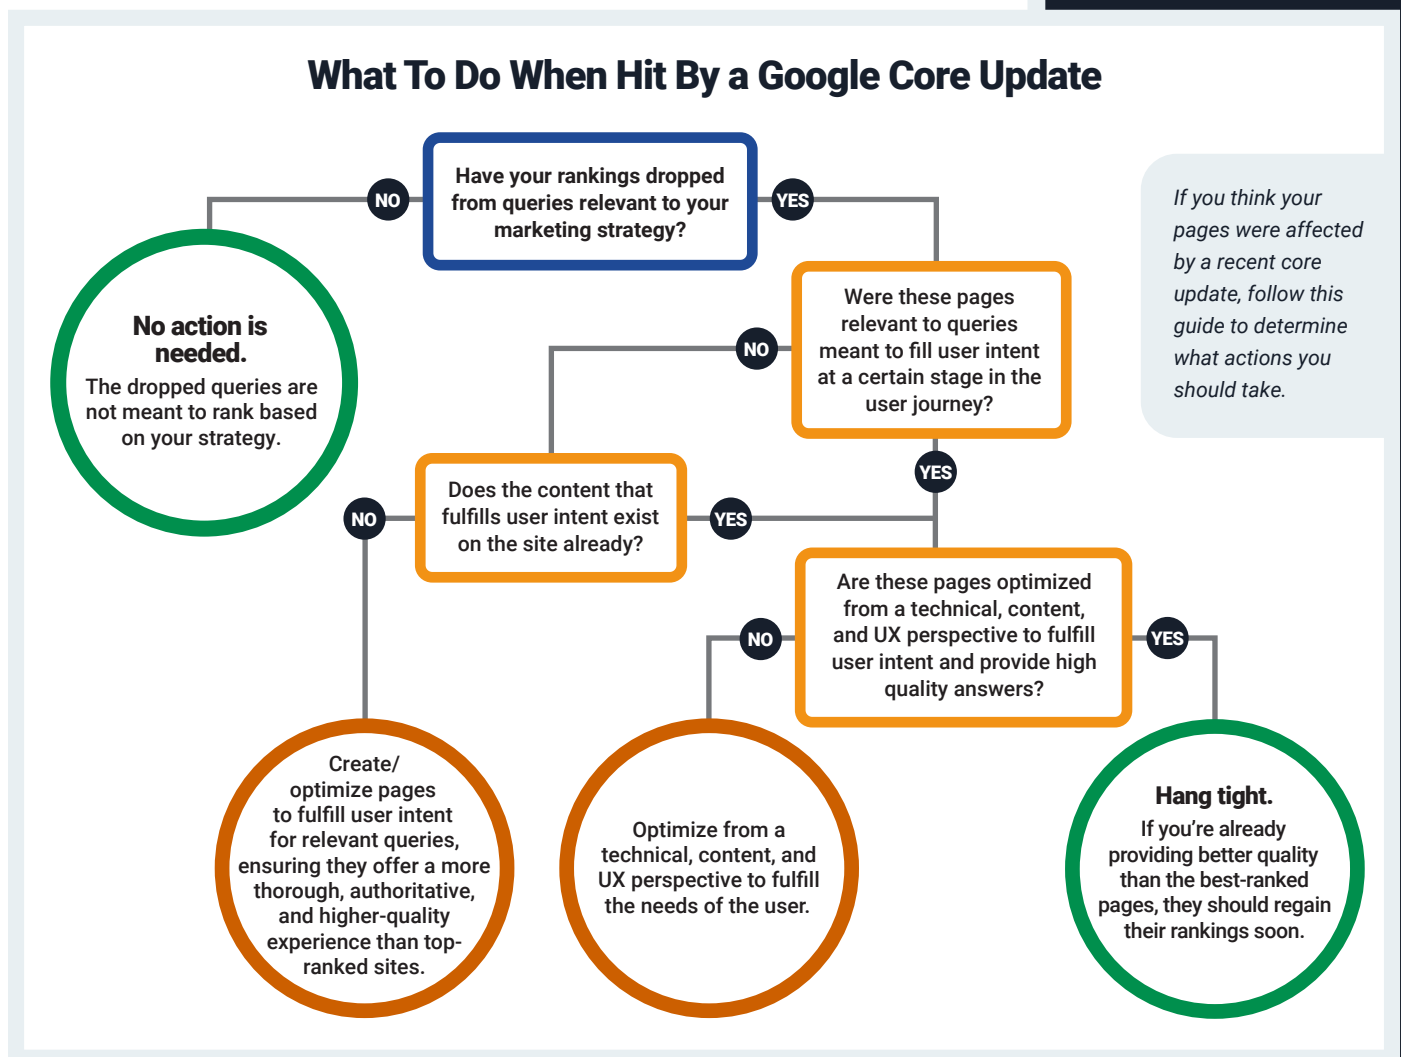 What To Do When Hit By a Google Core Update
Have your rankings dropped
from queries relevant to your
marketing strategy?
NO
YES
If you think your
pages were affected
by a recent core
update, follow this
guide to determine
what actions you
should take.
No action is
needed.
The dropped queries are
not meant to rank based
on your strategy.
Were these pages
relevant to queries
meant to fill user intent
at a certain stage in the
user journey?
NO
YES
Does the content that
fulfills user intent exist
on the site already?
NO
YES
Are these pages optimized
from a technical, content,
and UX perspective to fulfill
user intent and provide high
quality answers?
NO
YES
Create/
optimize pages
to fulfill user intent
for relevant queries,
ensuring they offer a more
thorough, authoritative,
and higher-quality
experience than top-
ranked sites.
Optimize from a
technical, content, and
UX perspective to fulfill
the needs of the user.
Hang tight.
If you’re already
providing better quality
than the best-ranked
pages, they should regain
their rankings soon.